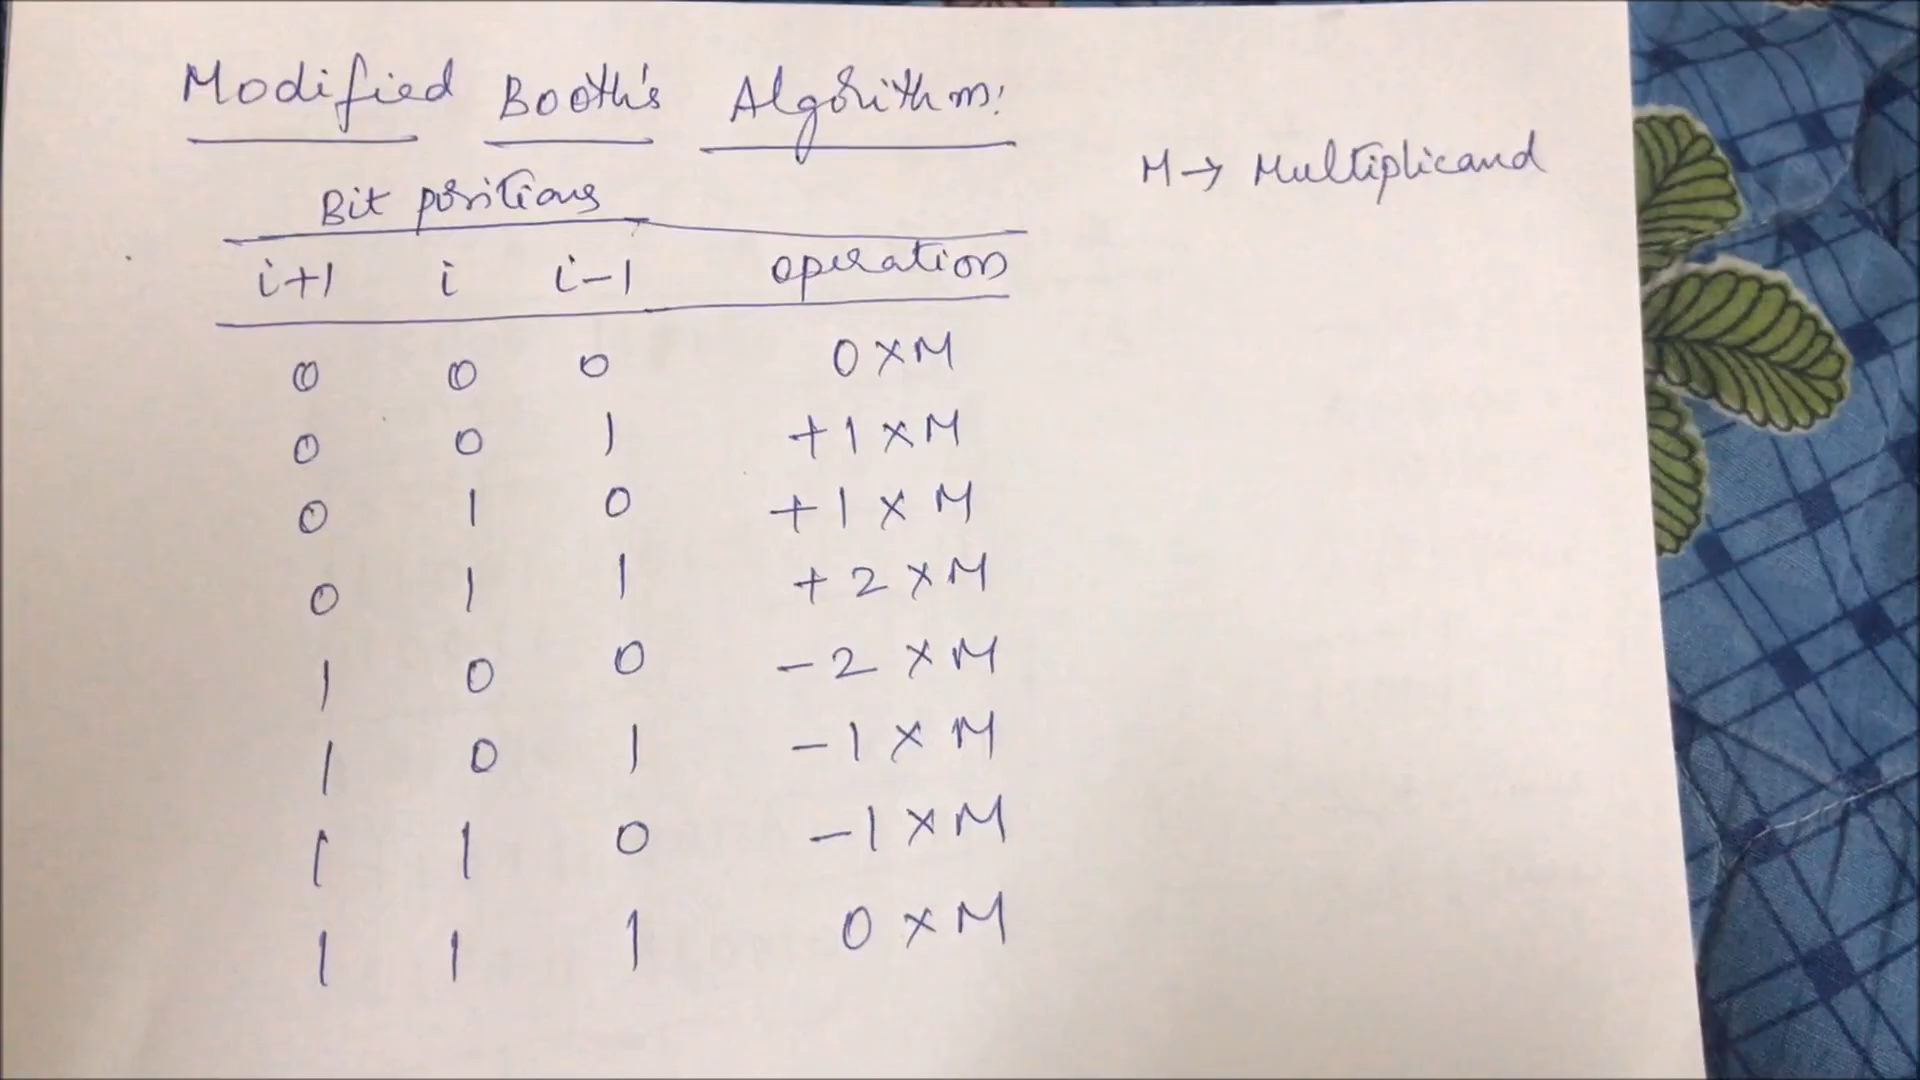 Modified Booth's Algorithm:
M → Multiplicand
Bit positions
i+1 i i-1 operation
0 0 0 0 × M
0 0 1 +1 × M
0 1 0 +1 × M
0 1 1 +2 × M
1 0 0 -2 × M
1 0 1 -1 × M
1 1 0 -1 × M
1 1 1 0 × M